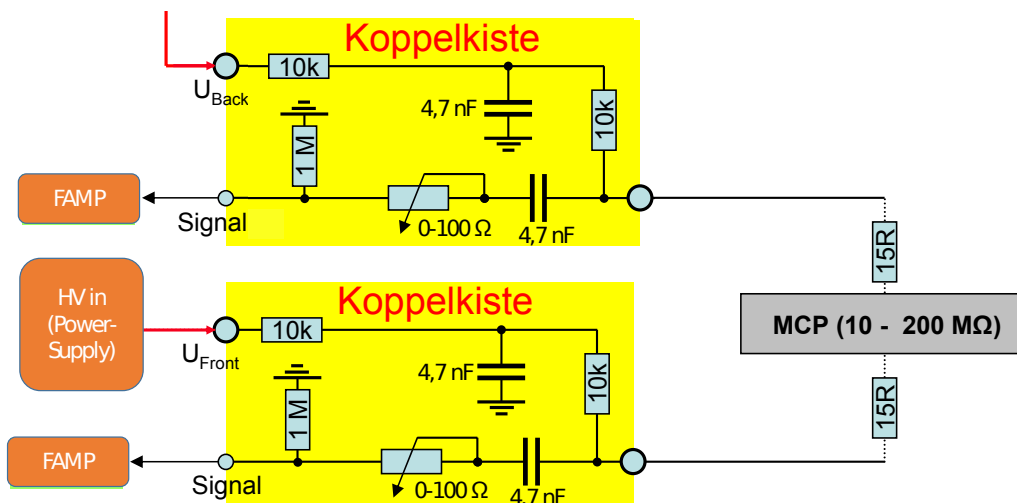 Koppelkiste
10k
U Back
4,7 nF
10k
1 M
FAMP
Signal
0-100 Ω
4,7 nF
15R
HV in
(Power-
Supply)
Koppelkiste
10k
U Front
4,7 nF
10k
MCP (10 - 200 MΩ)
1 M
15R
FAMP
Signal
0-100 Ω
4,7 nF